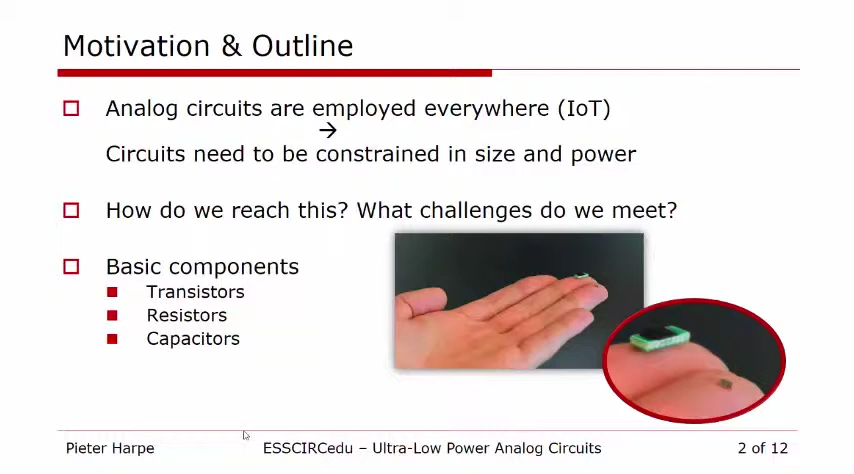 Motivation & Outline
Analog circuits are employed everywhere (IoT)
→
Circuits need to be constrained in size and power
How do we reach this? What challenges do we meet?
Basic components
Transistors
Resistors
Capacitors
Pieter Harpe
ESSCIRCedu – Ultra-Low Power Analog Circuits
2 of 12